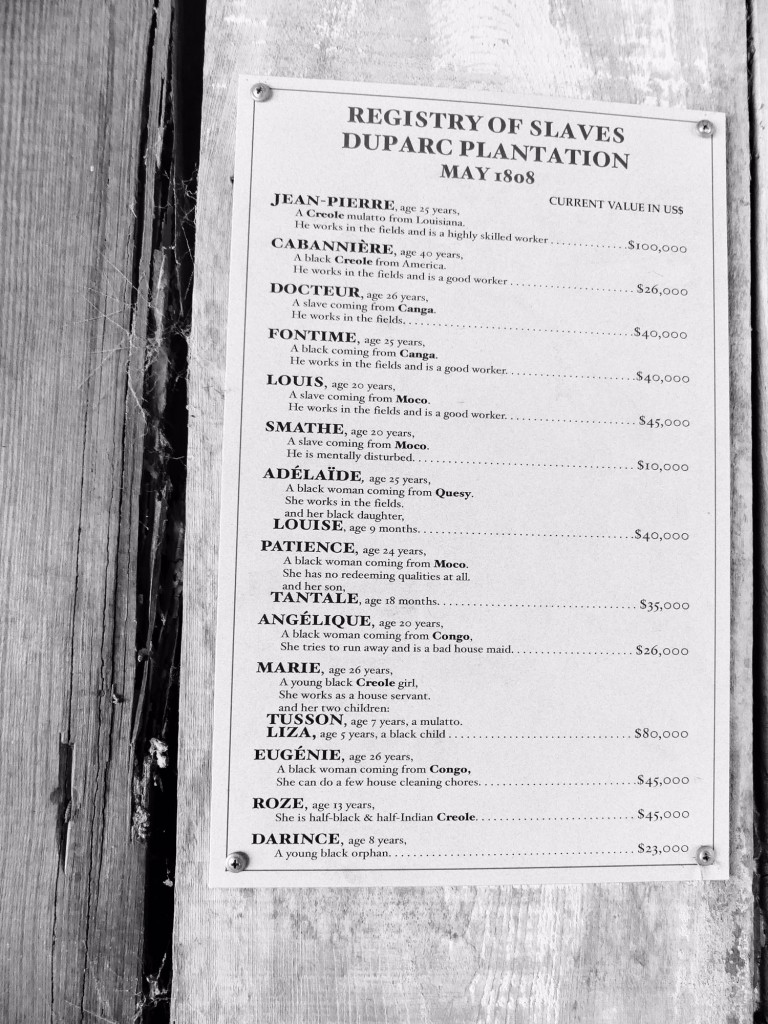 REGISTRY OF SLAVES
DUPARC PLANTATION
MAY 1808
CURRENT VALUE IN US$
JEAN-PIERRE, age 25 years,
A Creole mulatto from Louisiana.
He works in the fields and is a highly skilled worker ............. $100,000
CABANNIÈRE, age 40 years,
A black Creole from America.
He works in the fields and is a good worker ............. $26,000
DOCTEUR, age 26 years,
A slave coming from Canga.
He works in the fields. ............. $40,000
FONTIME, age 25 years,
A black coming from Canga.
He works in the fields and is a good worker. ............. $40,000
LOUIS, age 20 years,
A slave coming from Moco.
He works in the fields and is a good worker. ............. $45,000
SMATHE, age 20 years,
A slave coming from Moco.
He is mentally disturbed. ............. $10,000
ADÉLAÏDE, age 25 years,
A black woman coming from Quesy.
She works in the fields.
and her black daughter,
LOUISE, age 9 months. ............. $40,000
PATIENCE, age 24 years,
A black woman coming from Moco.
She has no redeeming qualities at all.
and her son,
TANTALE, age 18 months. ............. $35,000
ANGÉLIQUE, age 20 years,
A black woman coming from Congo,
She tries to run away and is a bad house maid. ............. $26,000
MARIE, age 26 years,
A young black Creole girl,
She works as a house servant.
and her two children:
TUSSON, age 7 years, a mulatto.
LIZA, age 5 years, a black child ............. $80,000
EUGÉNIE, age 26 years,
A black woman coming from Congo,
She can do a few house cleaning chores. ............. $45,000
ROZE, age 13 years,
She is half-black & half-Indian Creole. ............. $45,000
DARINCE, age 8 years,
A young black orphan. ............. $23,000